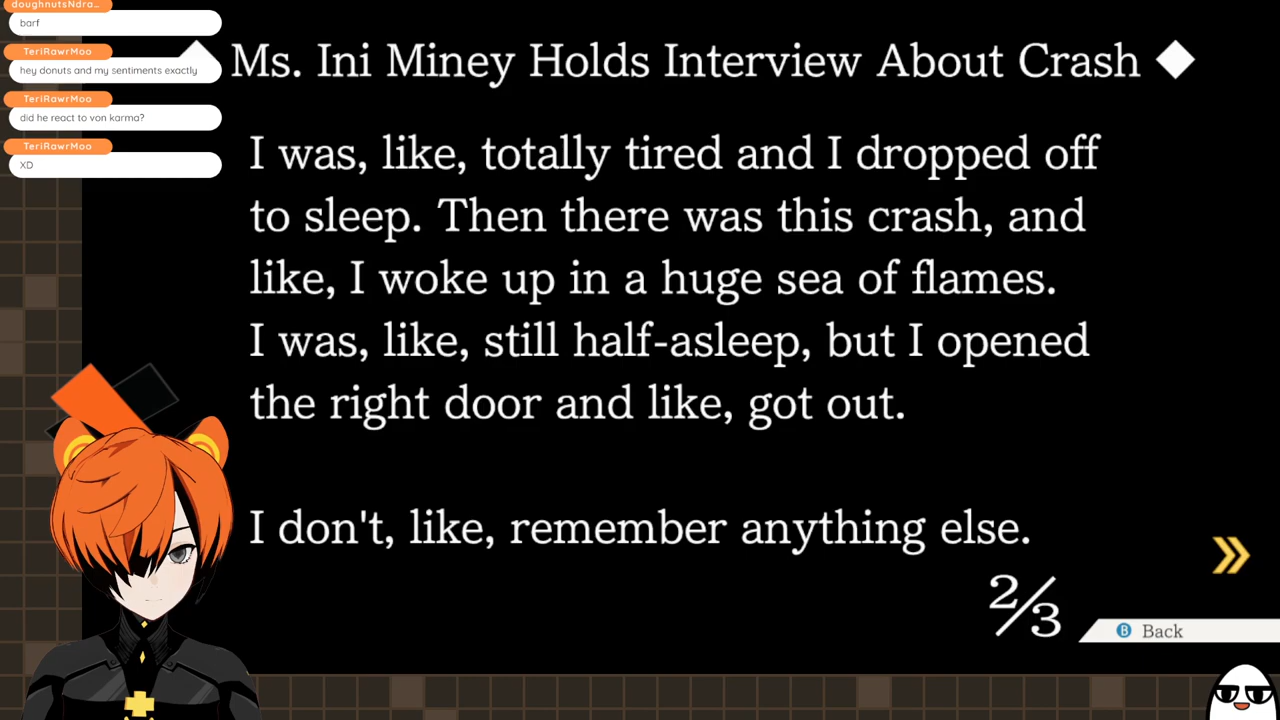 doughnutsNdra…
barf
TeriRawrMoo
hey donuts and my sentiments exactly
TeriRawrMoo
did he react to von karma?
TeriRawrMoo
XD
Ms. Ini Miney Holds Interview About Crash
I was, like, totally tired and I dropped off
to sleep. Then there was this crash, and
like, I woke up in a huge sea of flames.
I was, like, still half-asleep, but I opened
the right door and like, got out.
I don't, like, remember anything else.
2/3
B Back